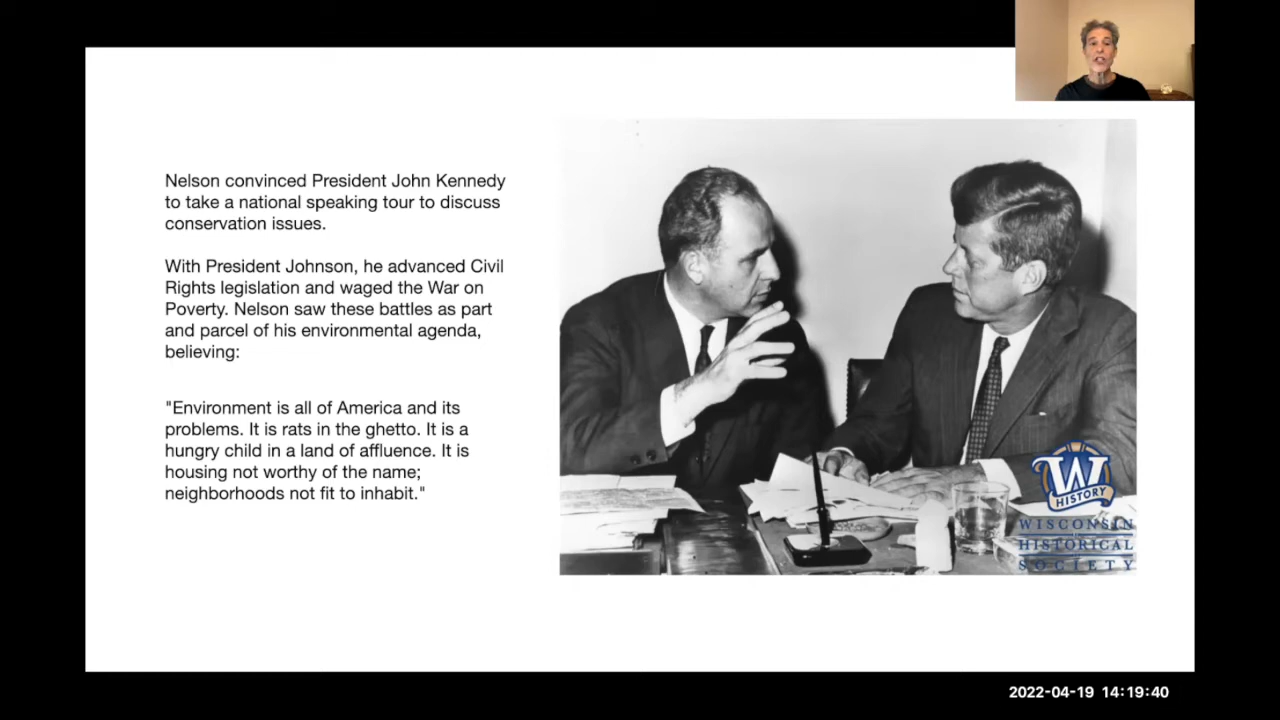 Nelson convinced President John Kennedy
to take a national speaking tour to discuss
conservation issues.
With President Johnson, he advanced Civil
Rights legislation and waged the War on
Poverty. Nelson saw these battles as part
and parcel of his environmental agenda,
believing:
"Environment is all of America and its
problems. It is rats in the ghetto. It is a
hungry child in a land of affluence. It is
housing not worthy of the name;
neighborhoods not fit to inhabit."
W
HISTORY
WISCONSIN
HISTORICAL
SOCIETY
2022-04-19 14:19:40